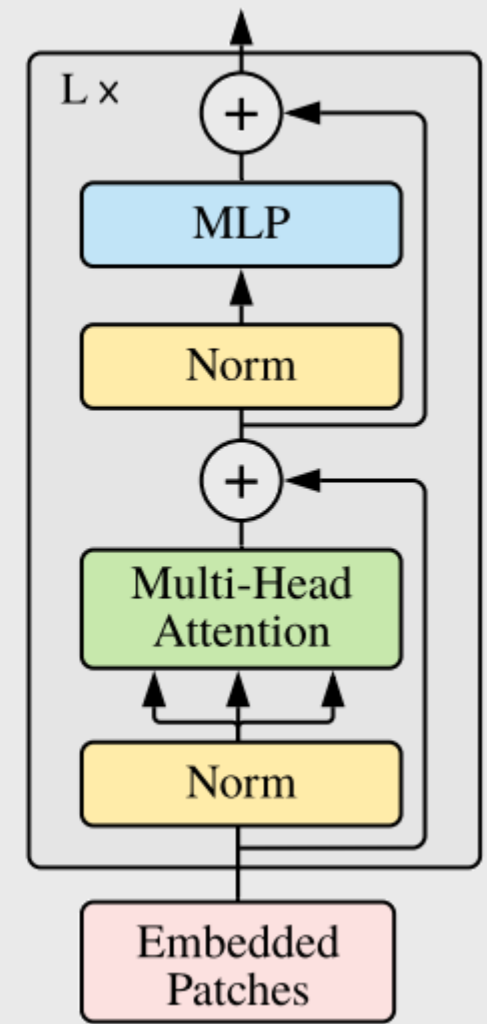 L ×
+
MLP
Norm
+
Multi-Head
Attention
Norm
Embedded
Patches